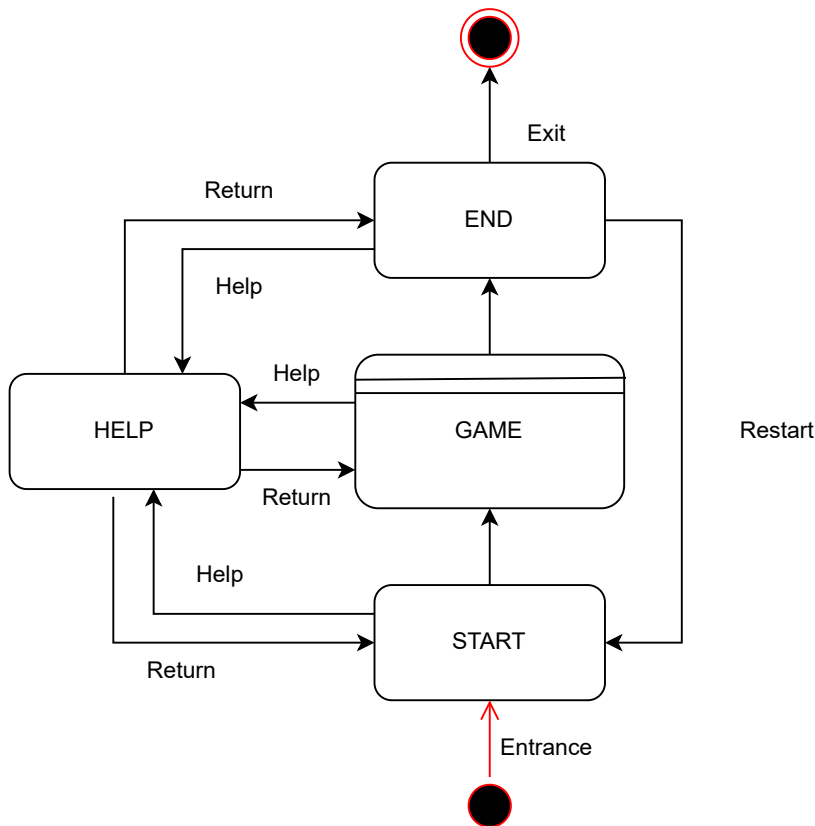 Exit
Return
END
Help
Help
HELP
GAME
Restart
Return
Help
START
Return
Entrance